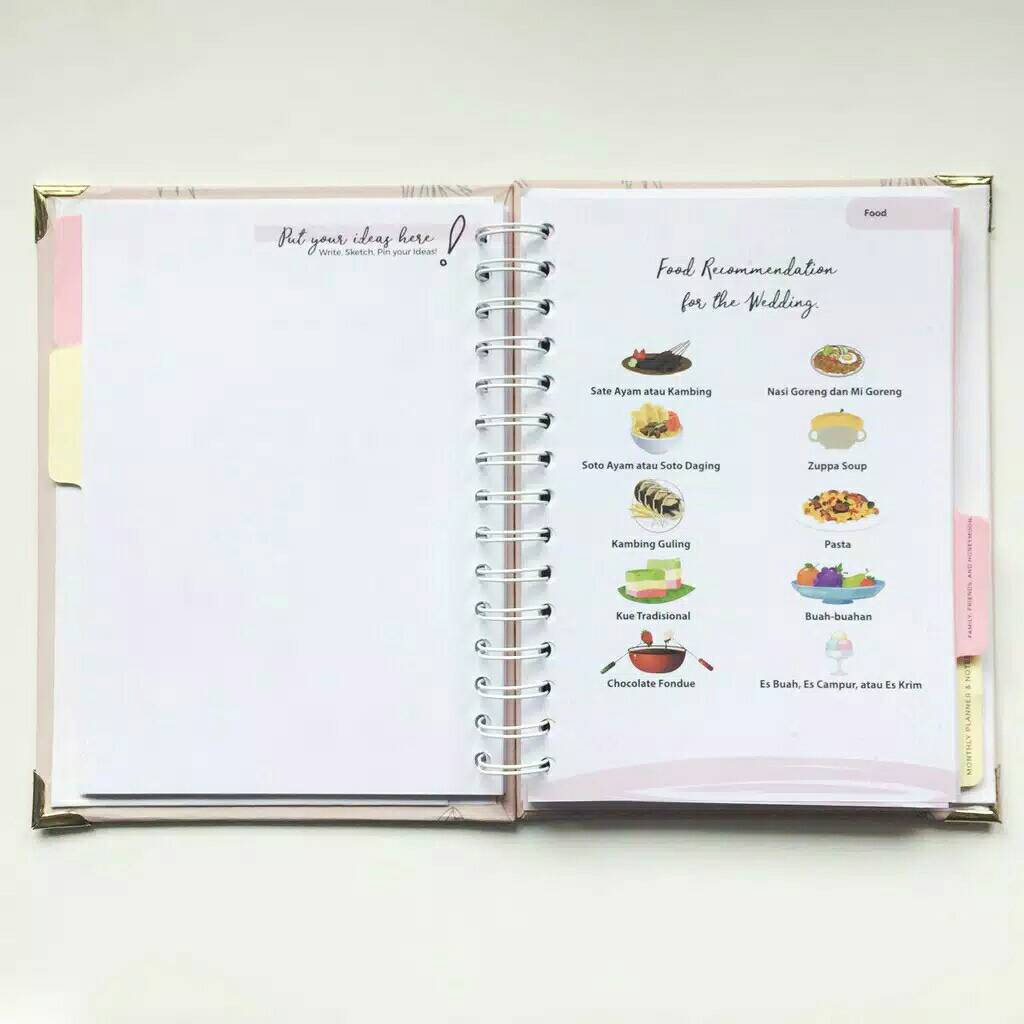 Put your ideas here
Write, Sketch, Pin your Ideas!
Food
Food Recommendation
for the Wedding.
Sate Ayam atau Kambing
Nasi Goreng dan Mi Goreng
Soto Ayam atau Soto Daging
Zuppa Soup
Kambing Guling
Pasta
Kue Tradisional
Buah-buahan
Chocolate Fondue
Es Buah, Es Campur, atau Es Krim
FAMILY, FRIENDS, AND HONEYMOON
MONTHLY PLANNER & NOTE